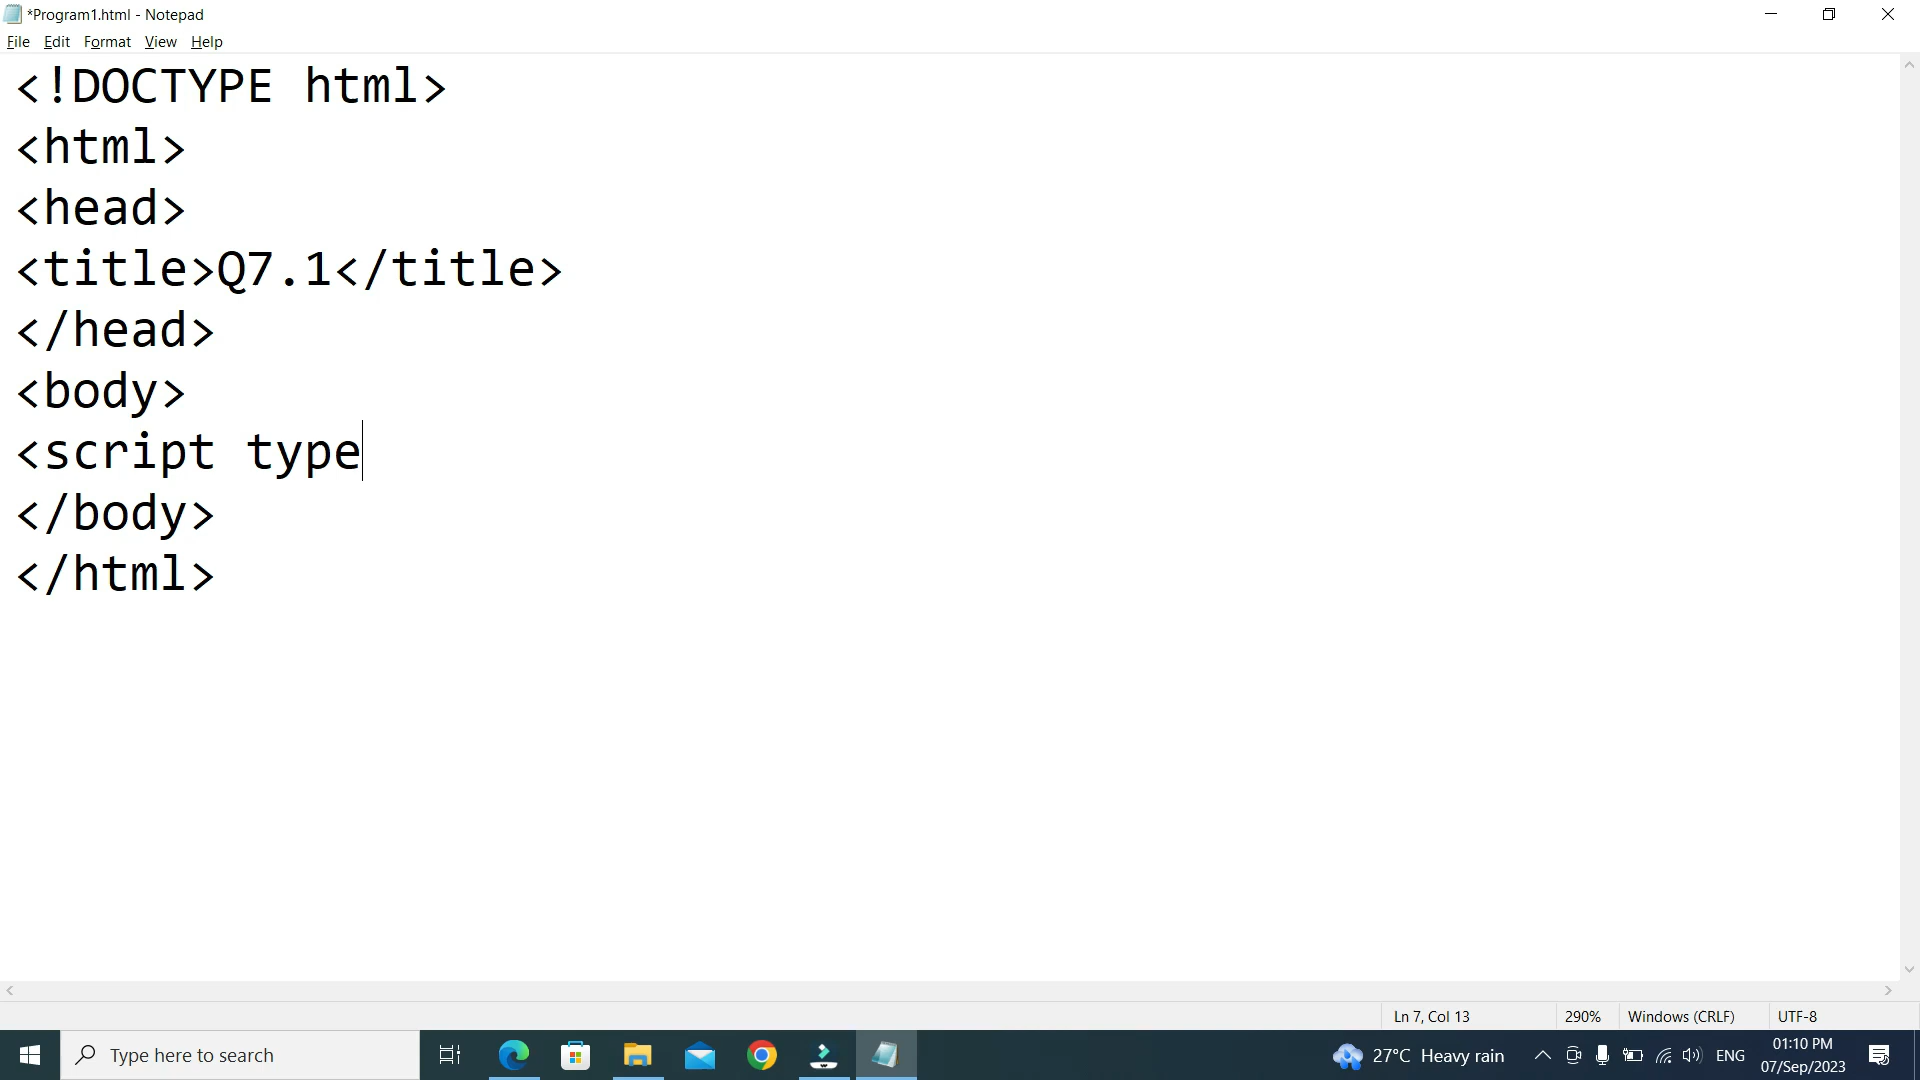 *Program1.html - Notepad
File Edit Format View Help
<!DOCTYPE html>
<html>
<head>
<title>Q7.1</title>
</head>
<body>
<script type
</body>
</html>
Ln 7, Col 13 290% Windows (CRLF) UTF-8
Type here to search 27°C Heavy rain ENG 01:10 PM
07/Sep/2023